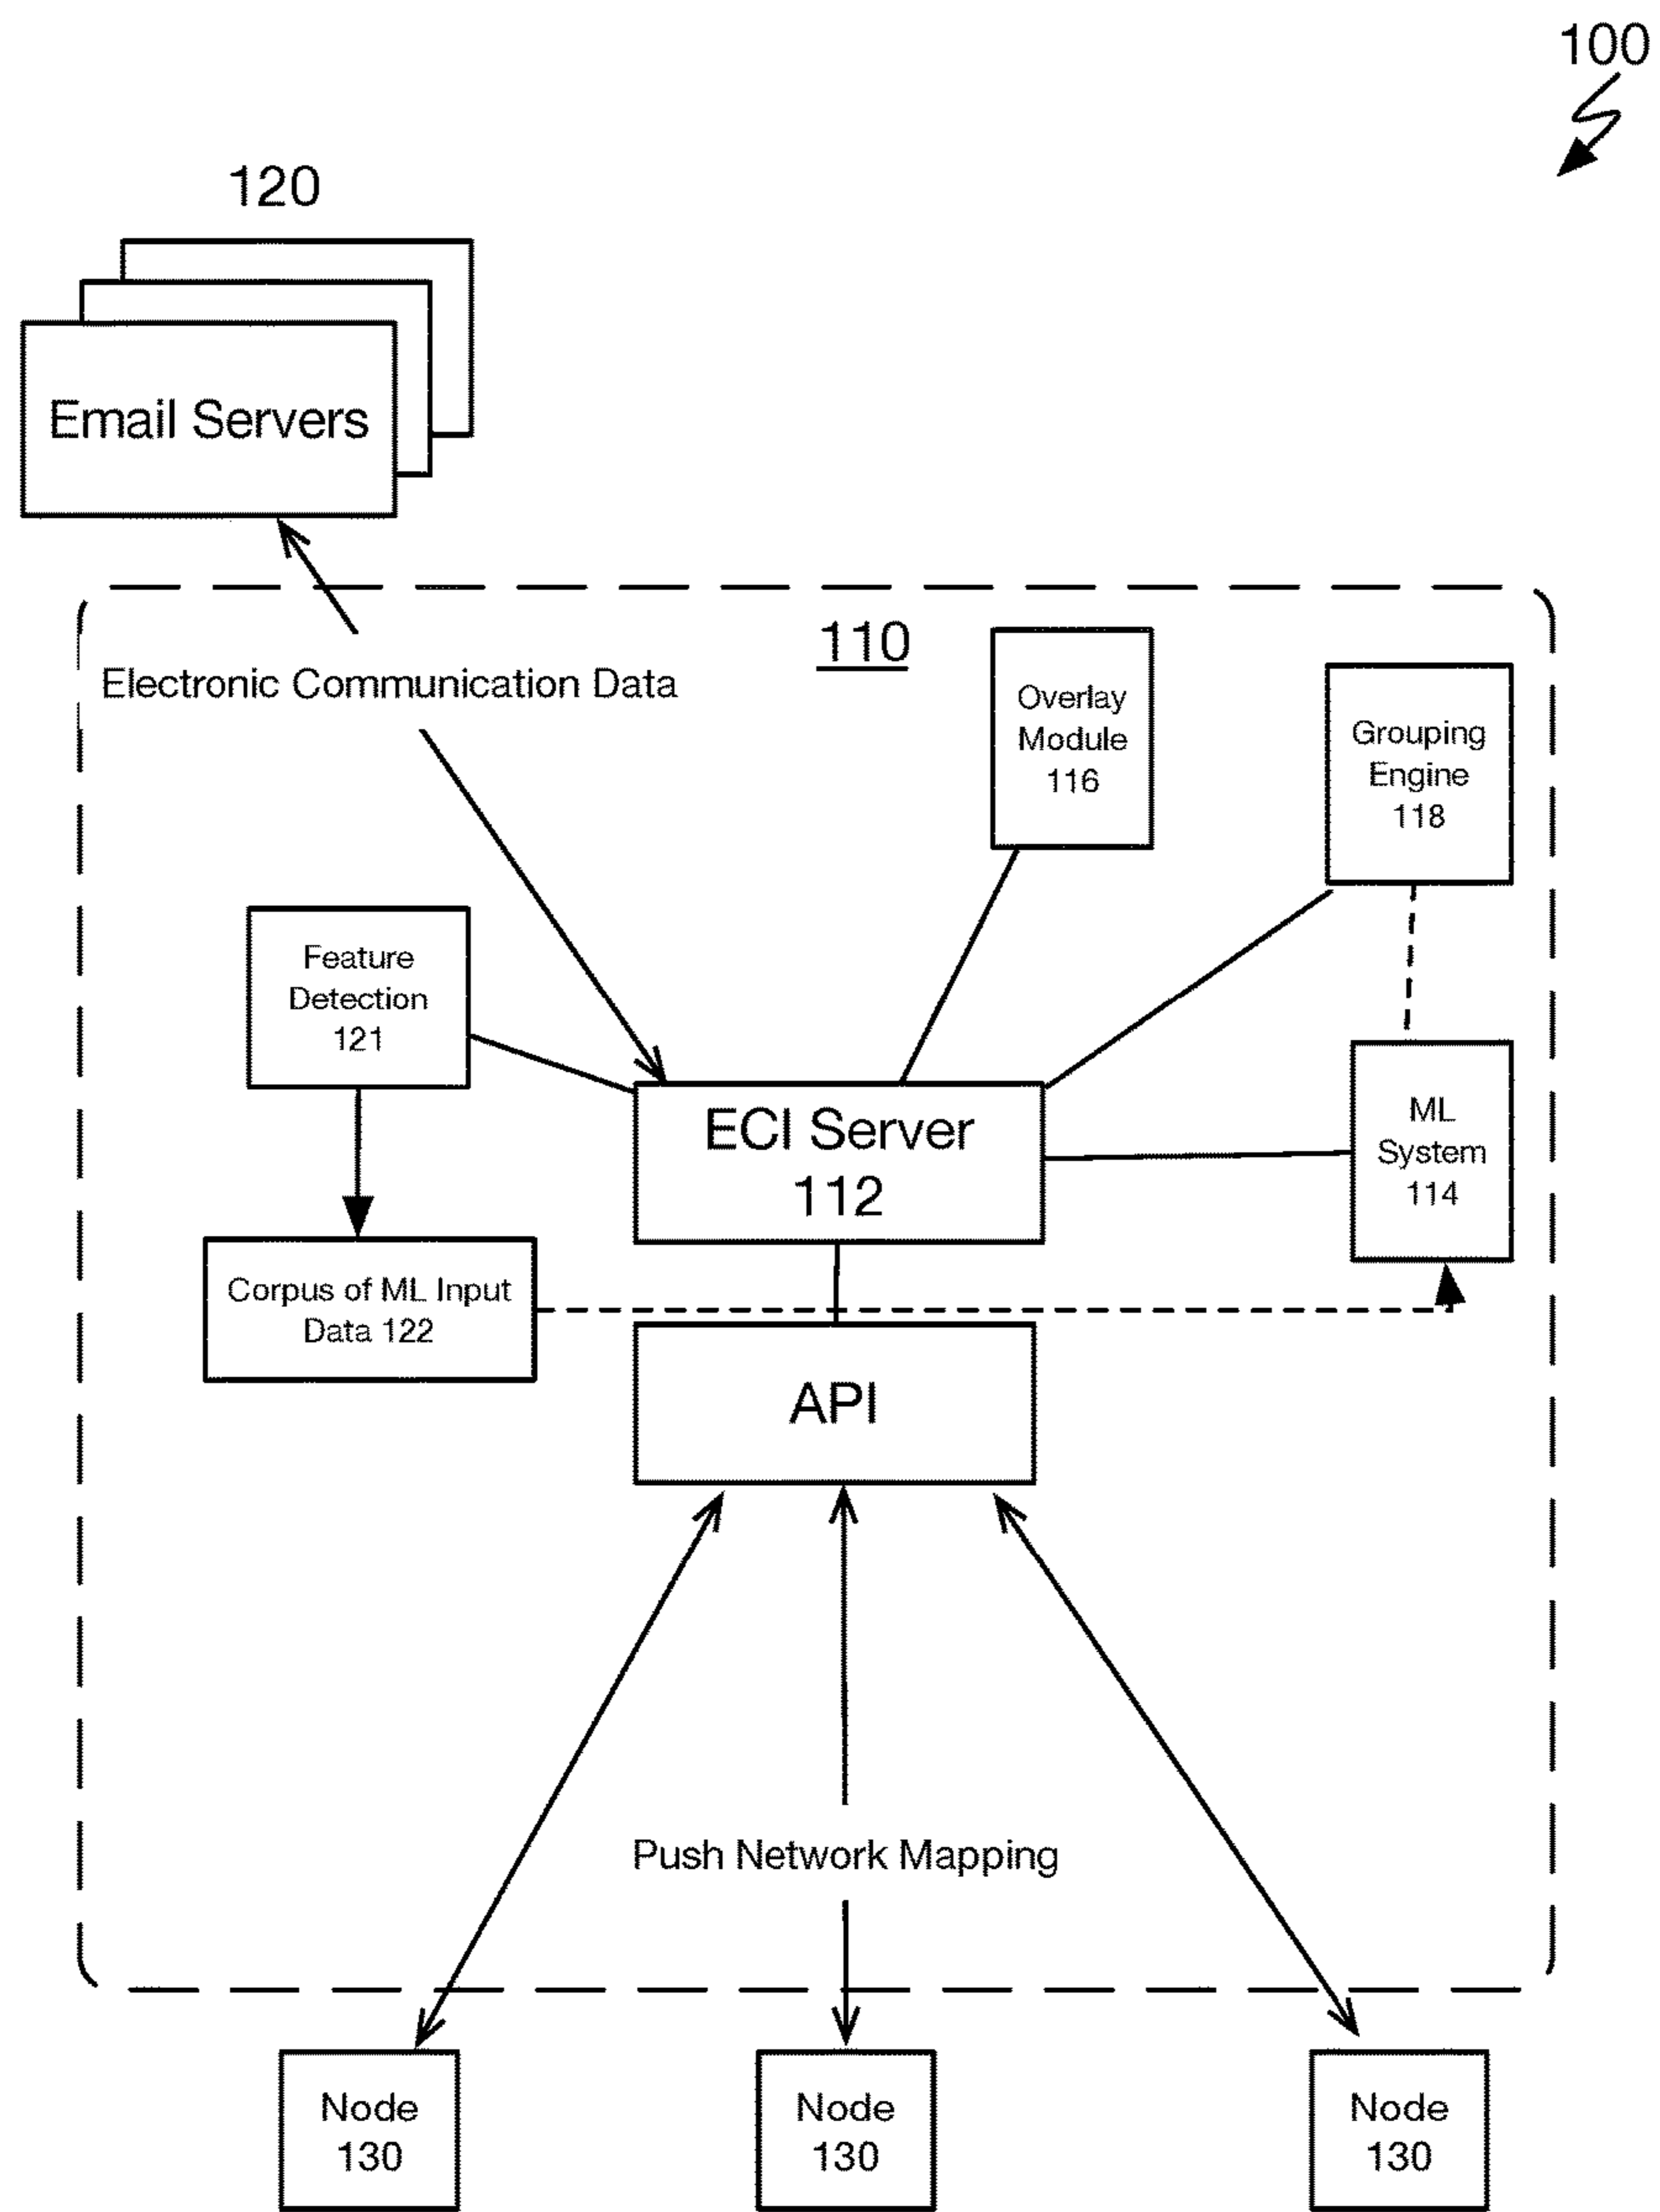 100
120
Email Servers
110
Electronic Communication Data
Overlay
Module
116
Grouping
Engine
118
Feature
Detection
121
ECI Server
112
ML
System
114
Corpus of ML Input
Data 122
API
Push Network Mapping
Node
130
Node
130
Node
130